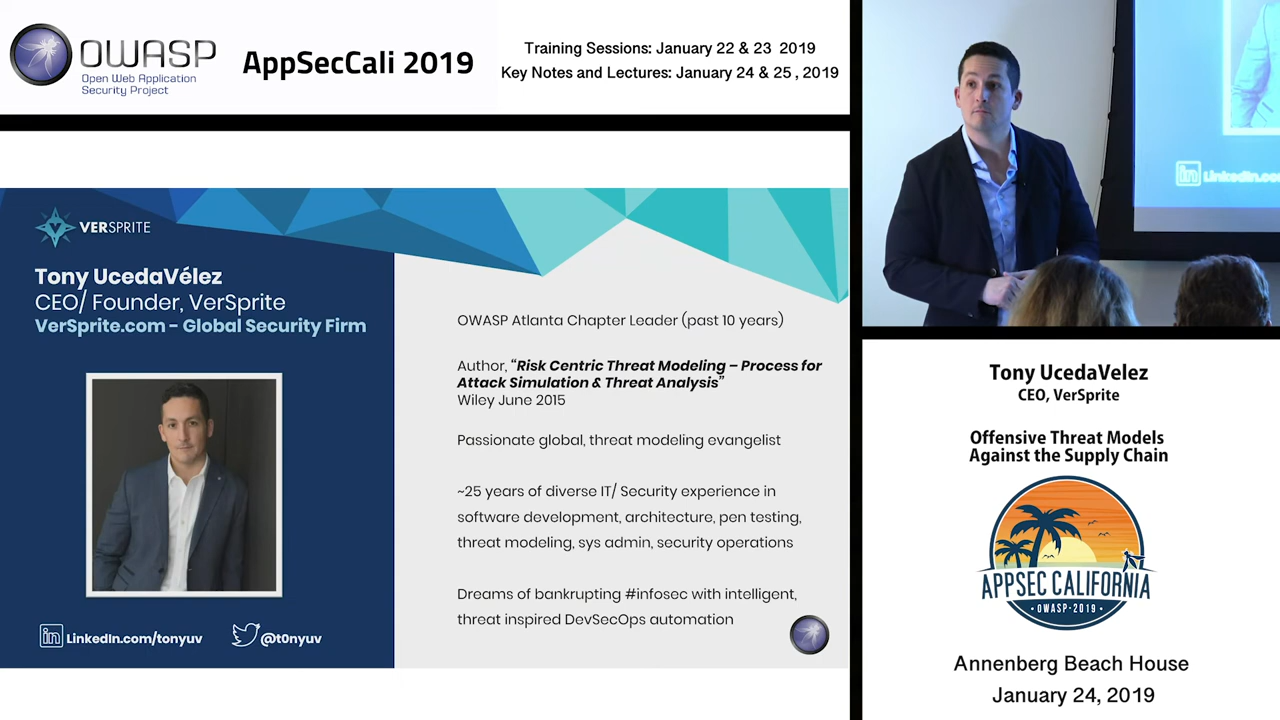 OWASP
Open Web Application
Security Project
AppSecCali 2019
Training Sessions: January 22 & 23 2019
Key Notes and Lectures: January 24 & 25 , 2019
VERSPRITE
Tony UcedaVélez
CEO/ Founder, VerSprite
VerSprite.com - Global Security Firm
LinkedIn.com/tonyuv
@t0nyuv
OWASP Atlanta Chapter Leader (past 10 years)
Author, “Risk Centric Threat Modeling – Process for
Attack Simulation & Threat Analysis”
Wiley June 2015
Passionate global, threat modeling evangelist
~25 years of diverse IT/ Security experience in
software development, architecture, pen testing,
threat modeling, sys admin, security operations
Dreams of bankrupting #infosec with intelligent,
threat inspired DevSecOps automation
in LinkedIn.co
Tony UcedaVelez
CEO, VerSprite
Offensive Threat Models
Against the Supply Chain
APPSEC CALIFORNIA
OWASP-2019
Annenberg Beach House
January 24, 2019